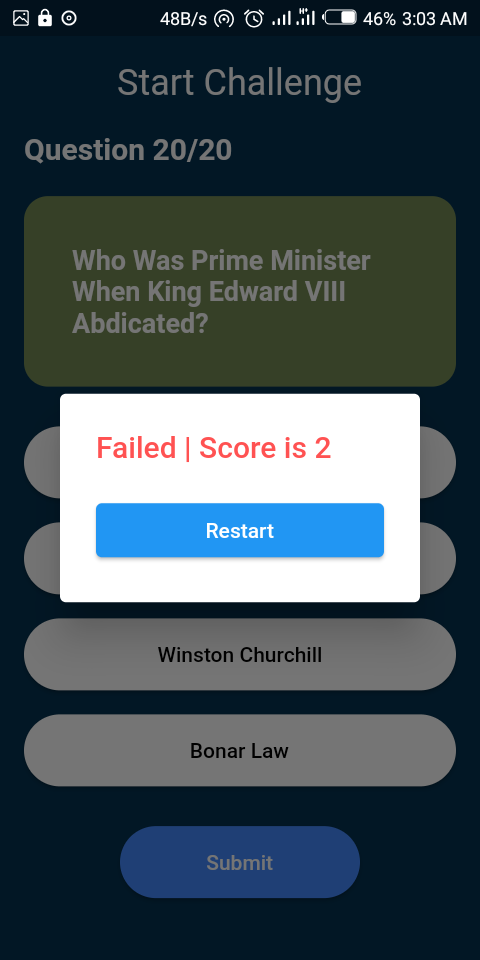 48B/s 46% 3:03 AM
Start Challenge
Question 20/20
Who Was Prime Minister
When King Edward VIII
Abdicated?
Failed | Score is 2
Restart
Winston Churchill
Bonar Law
Submit